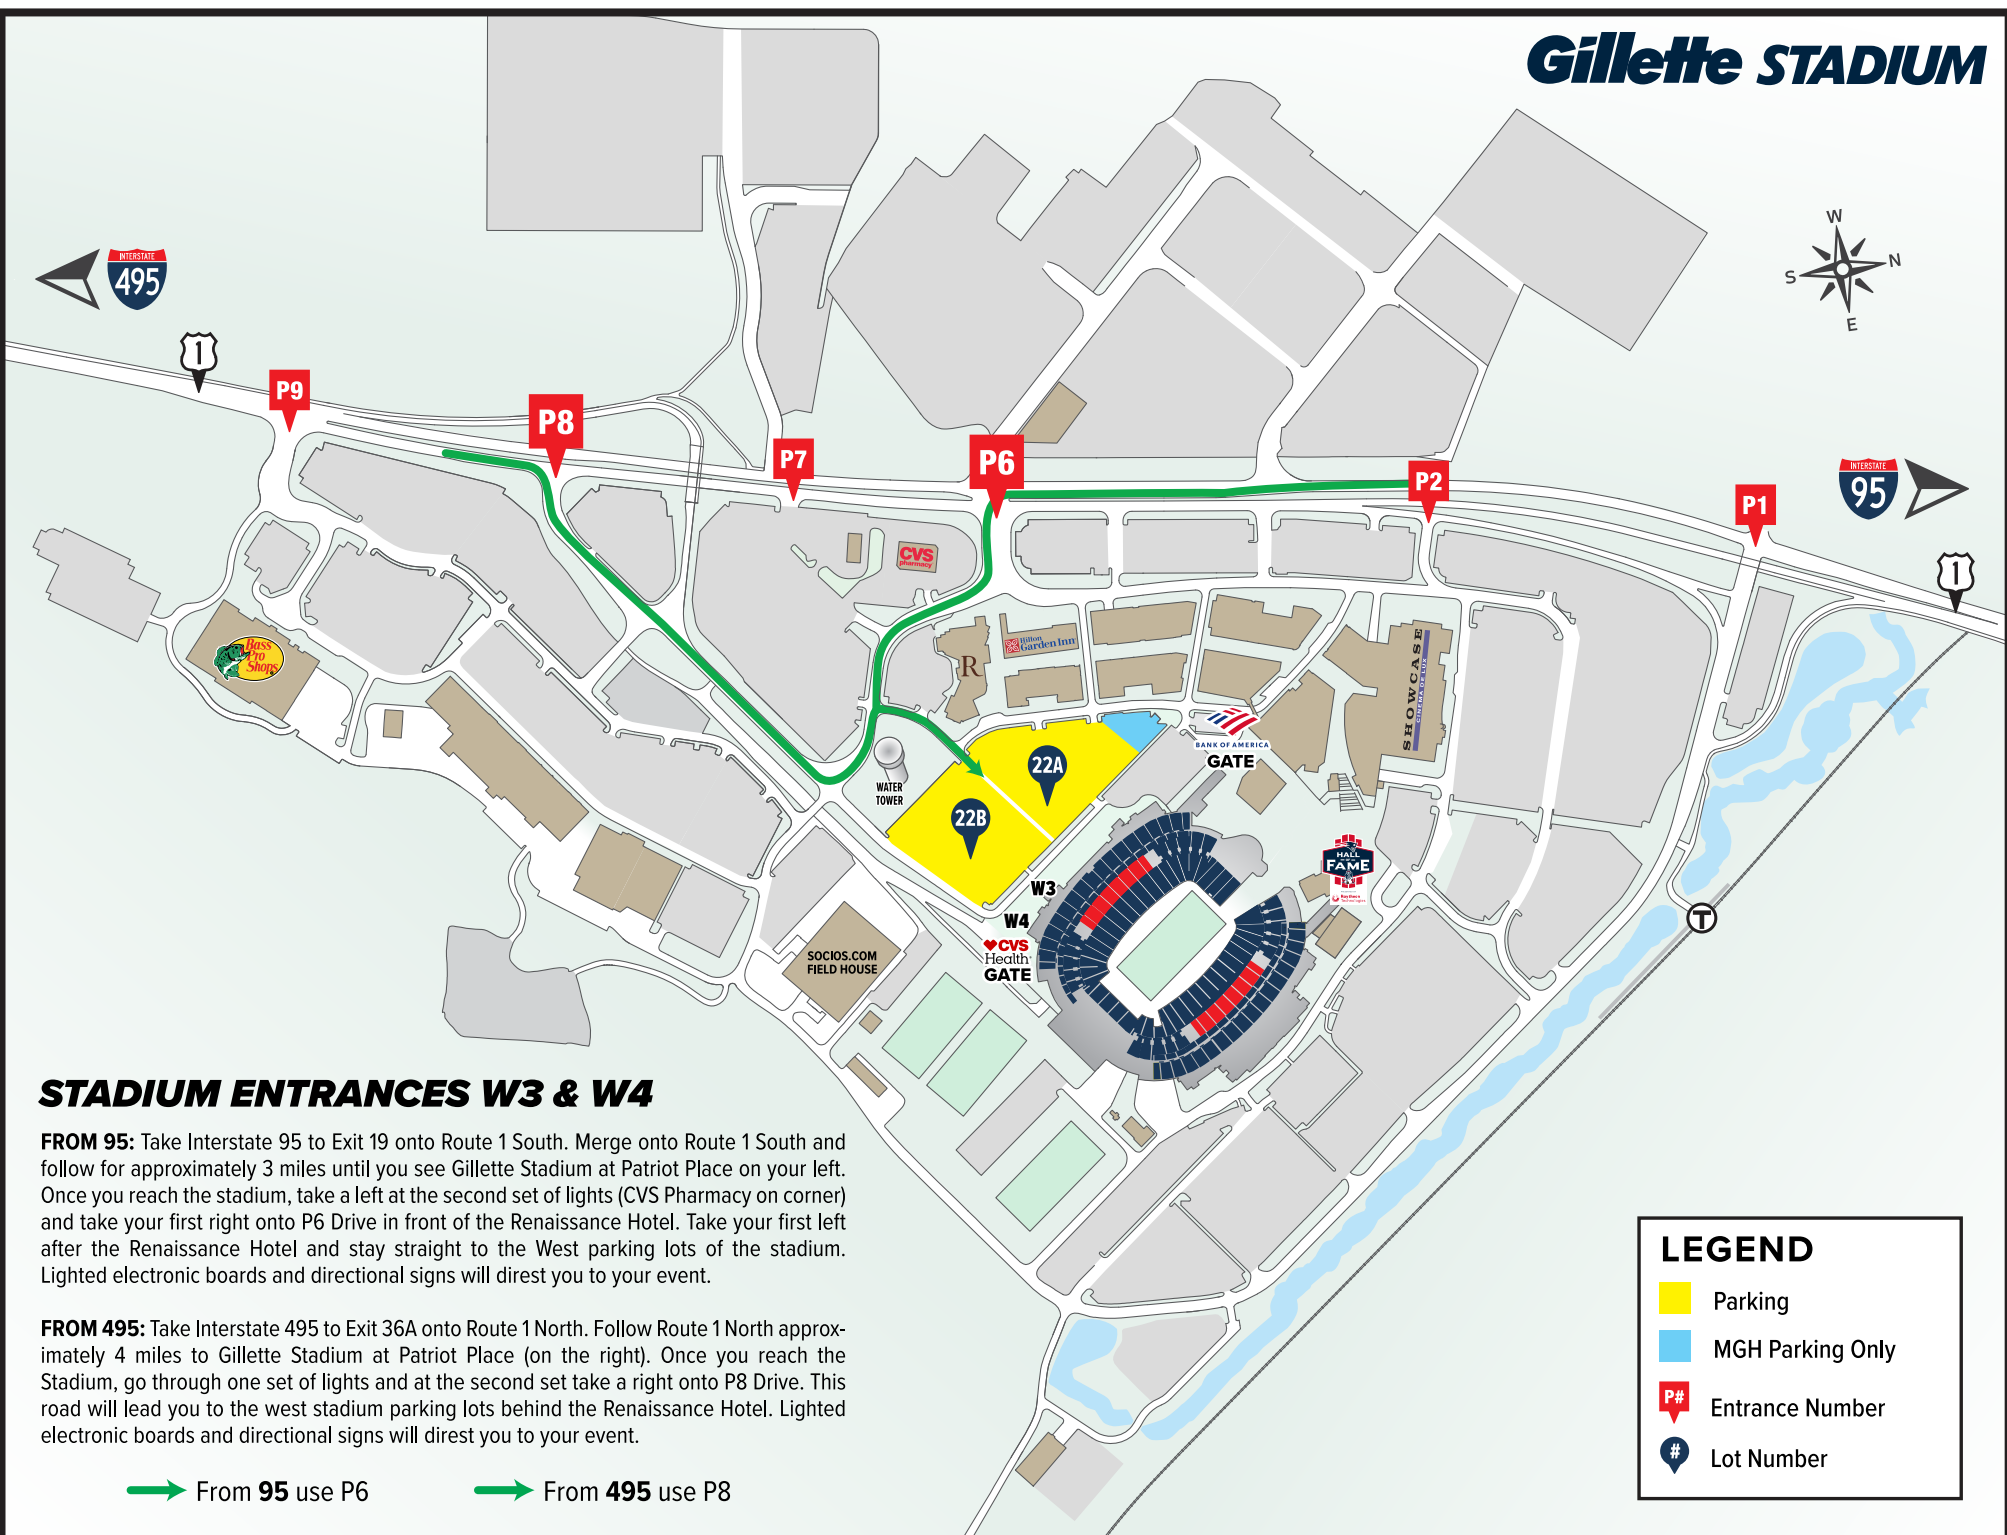 Gillette STADIUM
W
S
N
E
INTERSTATE
495
1
P9
P8
P7
P6
P2
P1
INTERSTATE
95
1
CVS
pharmacy
Bass
Pro
Shops
R
Hilton
Garden Inn
SHOWCASE
CINEMA DE LUX
BANK OF AMERICA
GATE
22A
22B
WATER
TOWER
W3
W4
CVS
Health
GATE
HALL
FAME
Raytheon
Technologies
T
SOCIOS.COM
FIELD HOUSE
STADIUM ENTRANCES W3 & W4
FROM 95: Take Interstate 95 to Exit 19 onto Route 1 South. Merge onto Route 1 South and
follow for approximately 3 miles until you see Gillette Stadium at Patriot Place on your left.
Once you reach the stadium, take a left at the second set of lights (CVS Pharmacy on corner)
and take your first right onto P6 Drive in front of the Renaissance Hotel. Take your first left
after the Renaissance Hotel and stay straight to the West parking lots of the stadium.
Lighted electronic boards and directional signs will direst you to your event.
FROM 495: Take Interstate 495 to Exit 36A onto Route 1 North. Follow Route 1 North approx-
imately 4 miles to Gillette Stadium at Patriot Place (on the right). Once you reach the
Stadium, go through one set of lights and at the second set take a right onto P8 Drive. This
road will lead you to the west stadium parking lots behind the Renaissance Hotel. Lighted
electronic boards and directional signs will direst you to your event.
From 95 use P6
From 495 use P8
LEGEND
Parking
MGH Parking Only
P#
Entrance Number
#
Lot Number